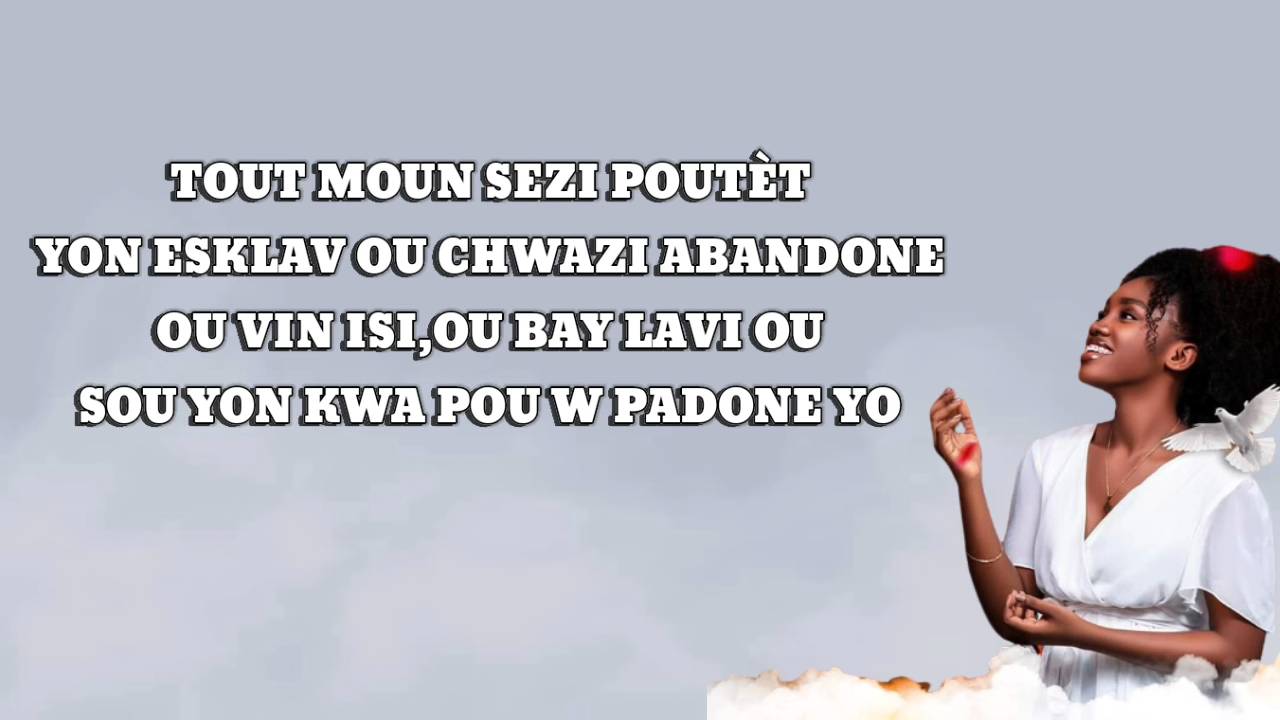 TOUT MOUN SEZI POUTÈT
YON ESKLAV OU CHWAZI ABANDONE
OU VIN ISI,OU BAY LAVI OU
SOU YON KWA POU W PADONE YO